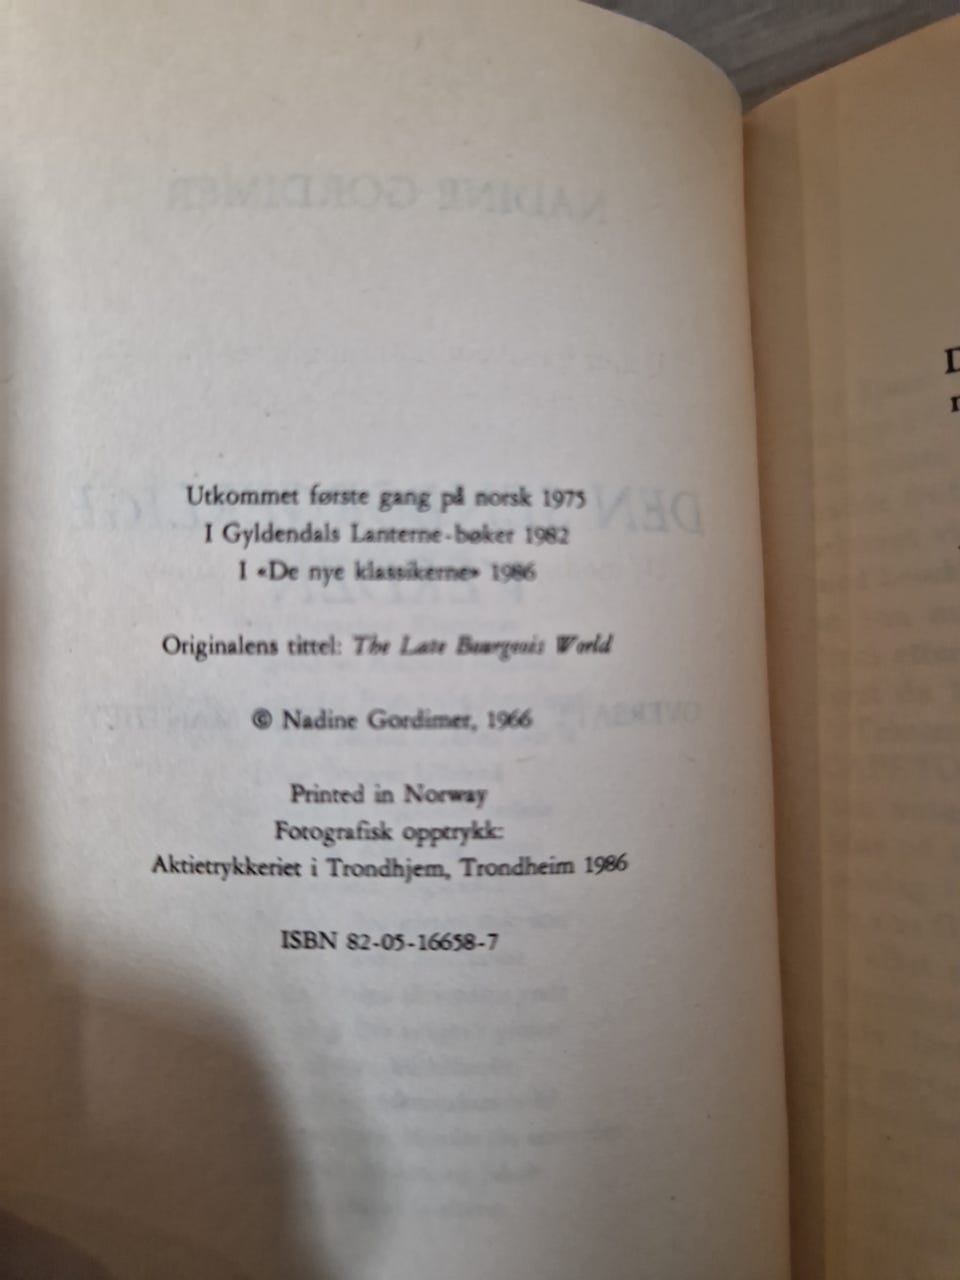 Utkommet første gang på norsk 1975
I Gyldendals Lanterne-bøker 1982
I «De nye klassikerne» 1986
Originalens tittel: The Late Bourgeois World
© Nadine Gordimer, 1966
Printed in Norway
Fotografisk opptrykk:
Aktietrykkeriet i Trondhjem, Trondheim 1986
ISBN 82-05-16658-7